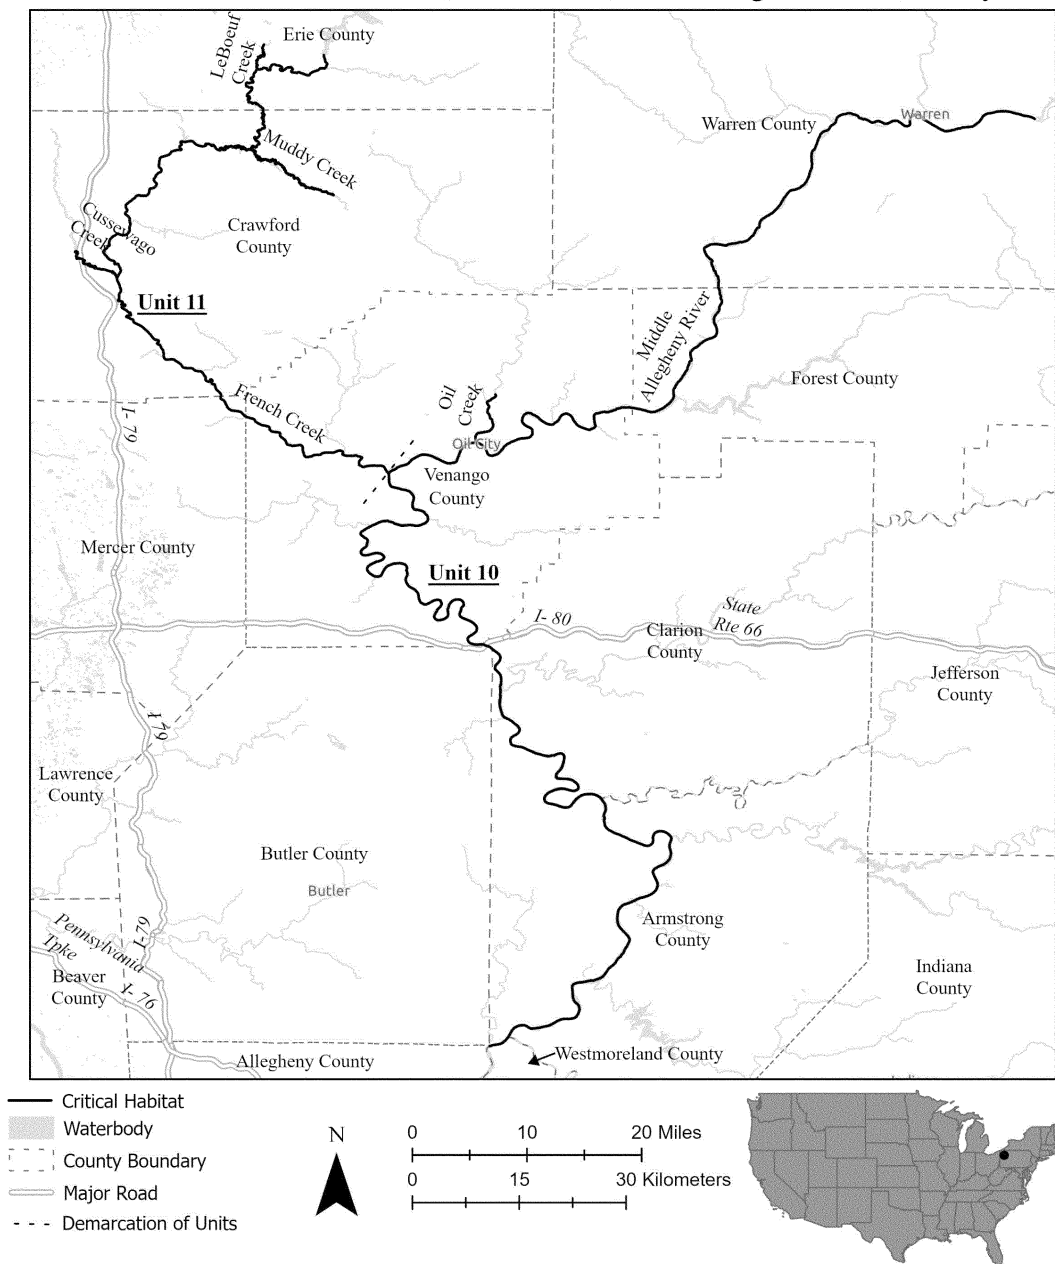 LeBoeuf
Creek
Erie County
Warren County
Warren
Muddy Creek
Cussewago
Creek
Crawford
County
Unit 11
Middle
Allegheny River
Forest County
Oil
Creek
French Creek
I-79
Oil City
Venango
County
Mercer County
Unit 10
I-80
State
Rte 66
Clarion
County
Jefferson
County
I 79
Lawrence
County
Butler County
Butler
Armstrong
County
I-79
Pennsylvania
Tpke
Beaver
County
I-76
Indiana
County
Allegheny County
Westmoreland County
Critical Habitat
Waterbody
County Boundary
Major Road
Demarcation of Units
N
0 10 20 Miles
0 15 30 Kilometers